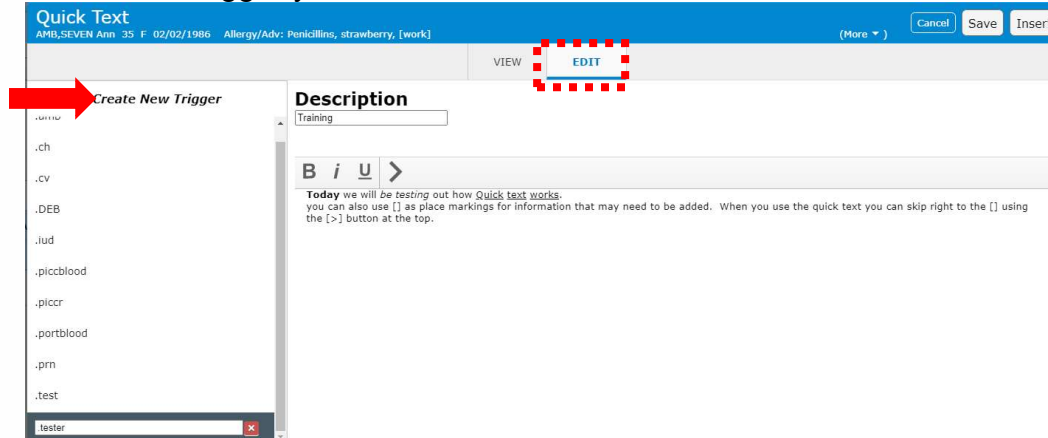 Quick Text
AMB,SEVEN Ann 35 F 02/02/1986 Allergy/Adv: Penicillins, strawberry, [work]
(More ▼ )
Cancel Save Inser
VIEW EDIT
Create New Trigger
.amb
.ch
.cv
.DEB
.iud
.piccblood
.piccr
.portblood
.prn
.test
.tester
Description
Training
B i U >
Today we will be testing out how Quick text works.
you can also use [] as place markings for information that may need to be added. When you use the quick text you can skip right to the [] using
the [>] button at the top.